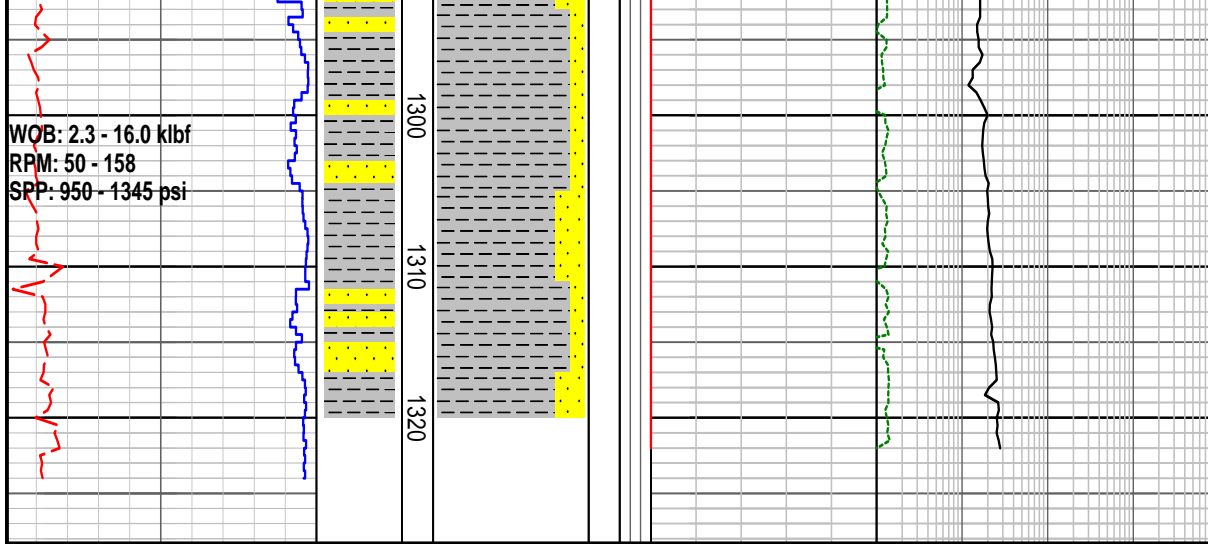 1300
WOB: 2.3 - 16.0 klbf
RPM: 50 - 158
SPP: 950 - 1345 psi
1310
1320